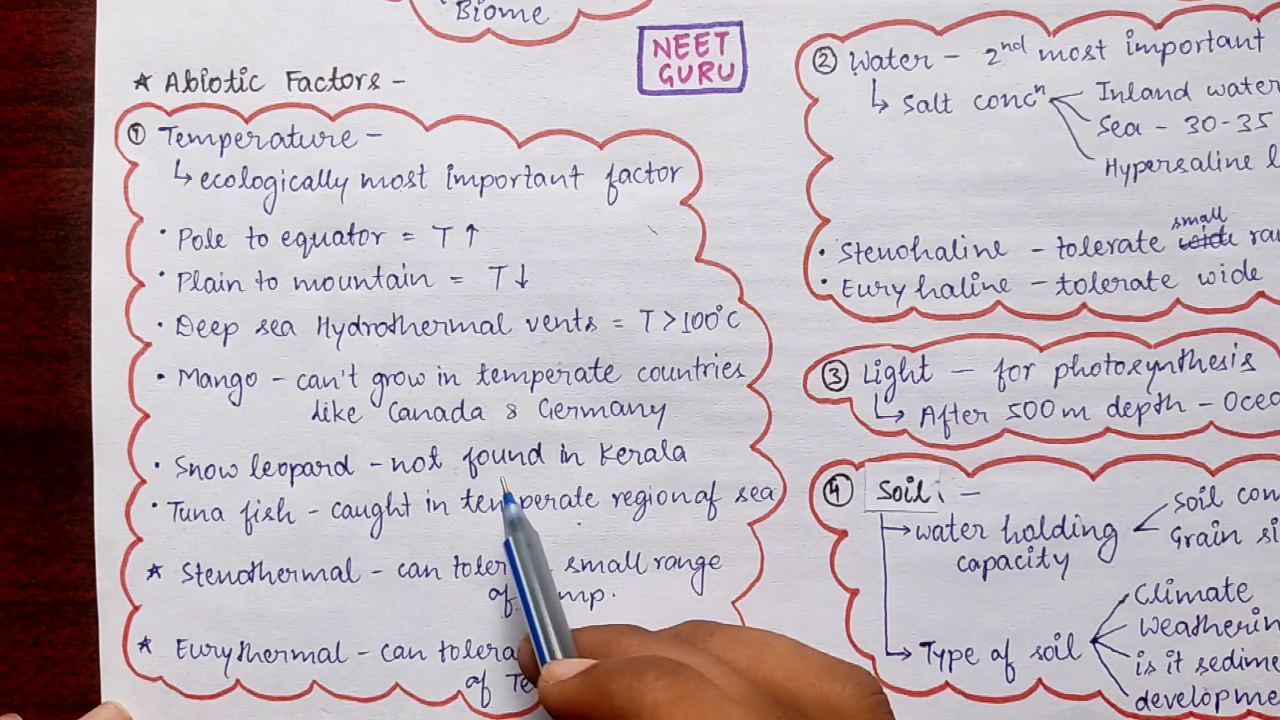 Biome
NEET
GURU
★ Abiotic Factors -
① Temperature -
↳ ecologically most important factor
• Pole to equator = T ↑
• Plain to mountain = T ↓
• Deep sea Hydrothermal vents = T > 100°C
• Mango - can't grow in temperate countries
like Canada & Germany
• Snow leopard - not found in Kerala
• Tuna fish - caught in temperate region of sea
★ Stenothermal - can toler small range
of mp.
★ Eurythermal - can tolera
of Te
② Water - 2nd most important
↳ Salt concn
Inland water
Sea - 30-35
Hypersaline l
• Stenohaline - tolerate small ra
• Euryhaline - tolerate wide
③ Light - for photosynthesis
↳ After 500m depth - Ocea
④ Soil. -
→ water holding
capacity
Soil con
Grain si
→ Type of soil
Climate
Weatherin
is it sedime
developme